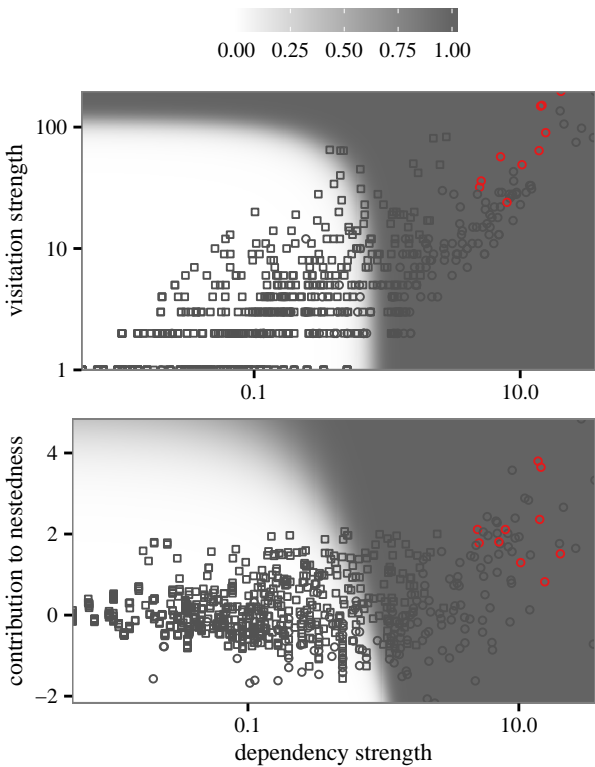 0.00 0.25 0.50 0.75 1.00
visitation strength
100
10
1
0.1 10.0
contribution to nestedness
4
2
0
−2
0.1 10.0
dependency strength